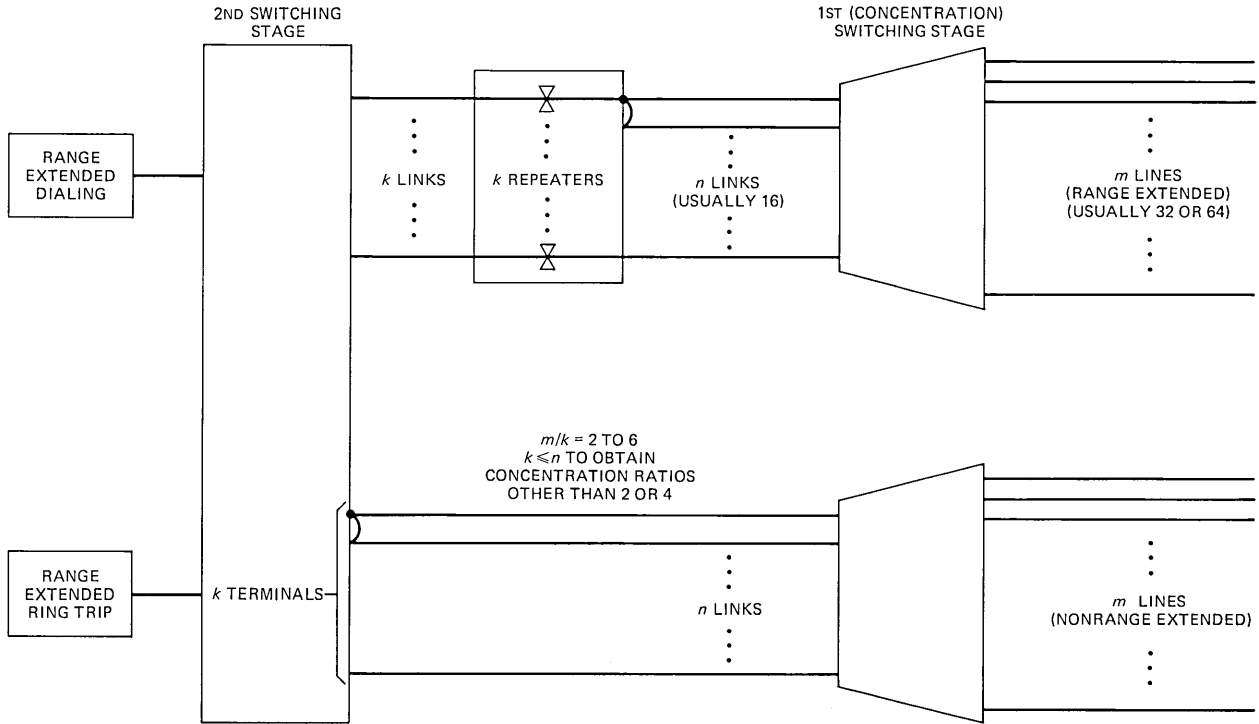 2ND SWITCHING
STAGE
1ST (CONCENTRATION)
SWITCHING STAGE
RANGE
EXTENDED
DIALING
k LINKS
k REPEATERS
n LINKS
(USUALLY 16)
m LINES
(RANGE EXTENDED)
(USUALLY 32 OR 64)
m/k = 2 TO 6
k ⩽ n TO OBTAIN
CONCENTRATION RATIOS
OTHER THAN 2 OR 4
RANGE
EXTENDED
RING TRIP
k TERMINALS
n LINKS
m LINES
(NONRANGE EXTENDED)